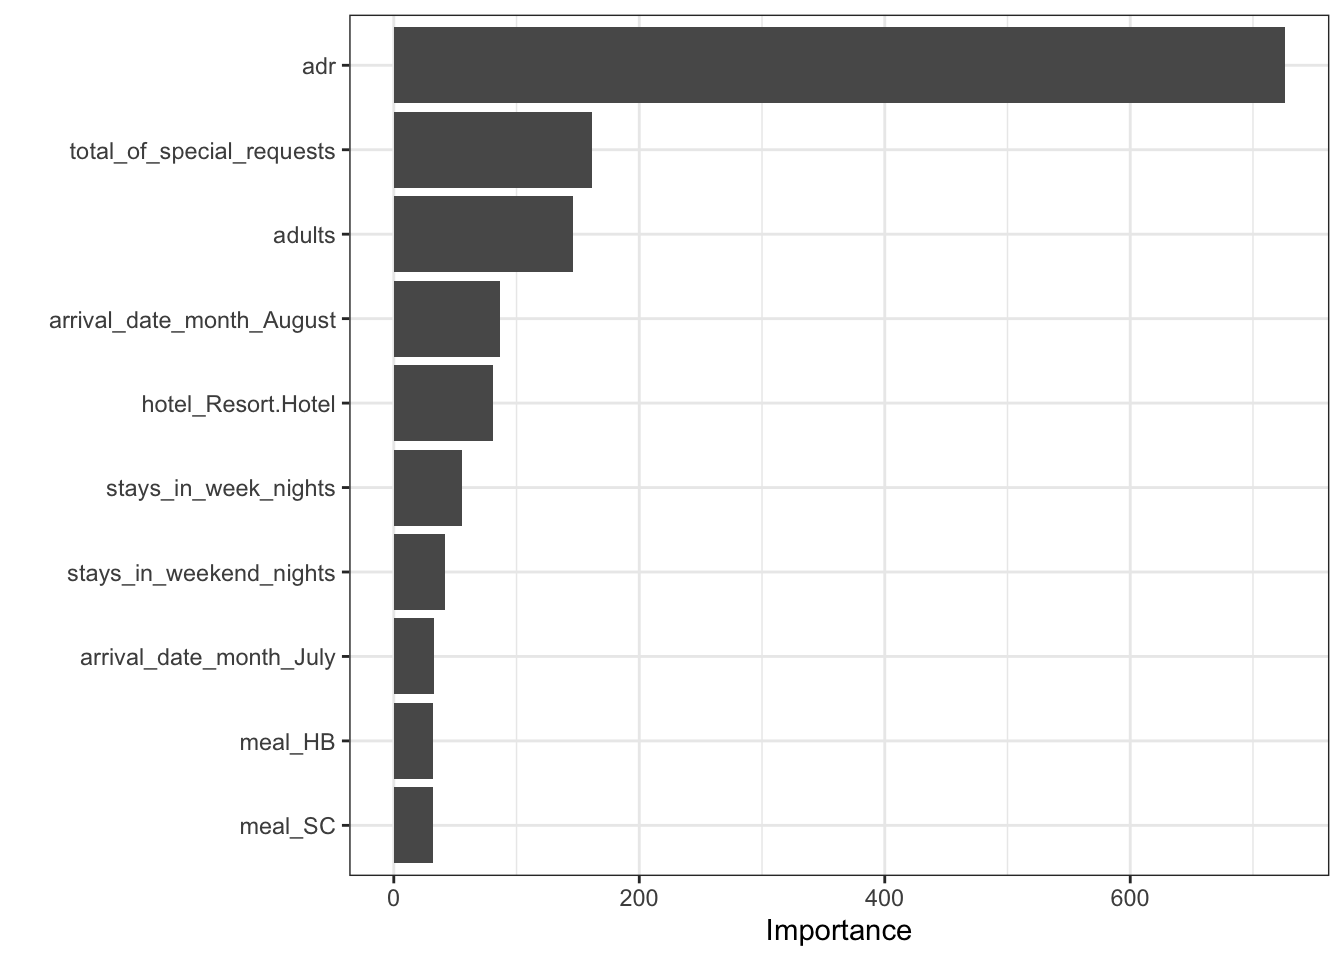 adr
total_of_special_requests
adults
arrival_date_month_August
hotel_Resort.Hotel
stays_in_week_nights
stays_in_weekend_nights
arrival_date_month_July
meal_HB
meal_SC
0 200 400 600
Importance